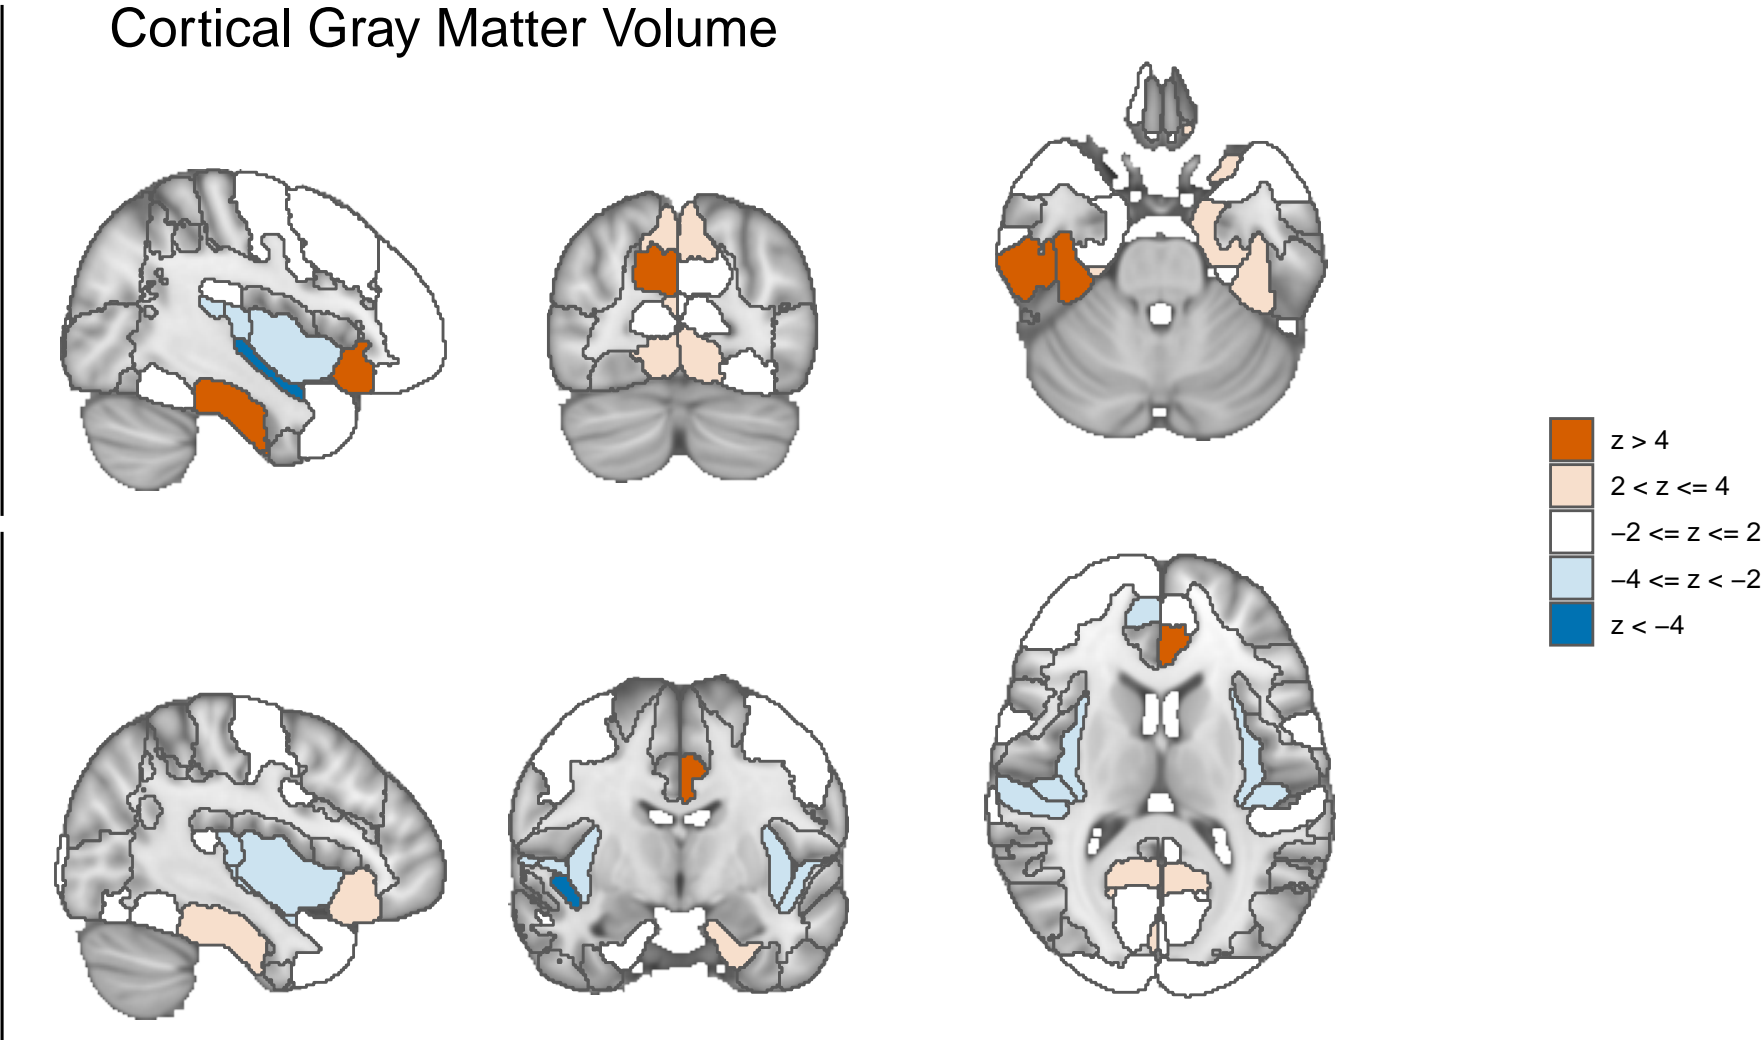 Cortical Gray Matter Volume
z > 4
2 < z <= 4
−2 <= z <= 2
−4 <= z < −2
z < −4